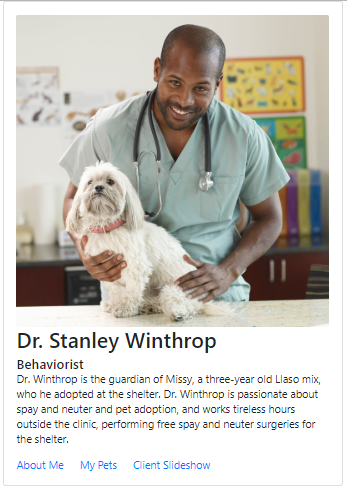 Dr. Stanley Winthrop
Behaviorist
Dr. Winthrop is the guardian of Missy, a three-year old Llaso mix,
who he adopted at the shelter. Dr. Winthrop is passionate about
spay and neuter and pet adoption, and works tireless hours
outside the clinic, performing free spay and neuter surgeries for
the shelter.
About Me My Pets Client Slideshow